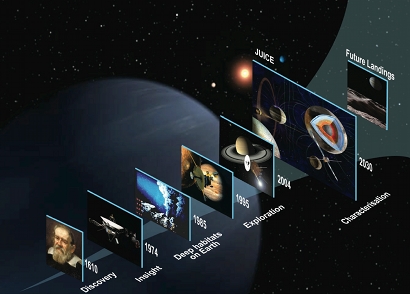 JUICE
Future Landings
2030
Characterisation
2004
Exploration
1995
1985
Deep habitats
on Earth
1974
Insight
1610
Discovery